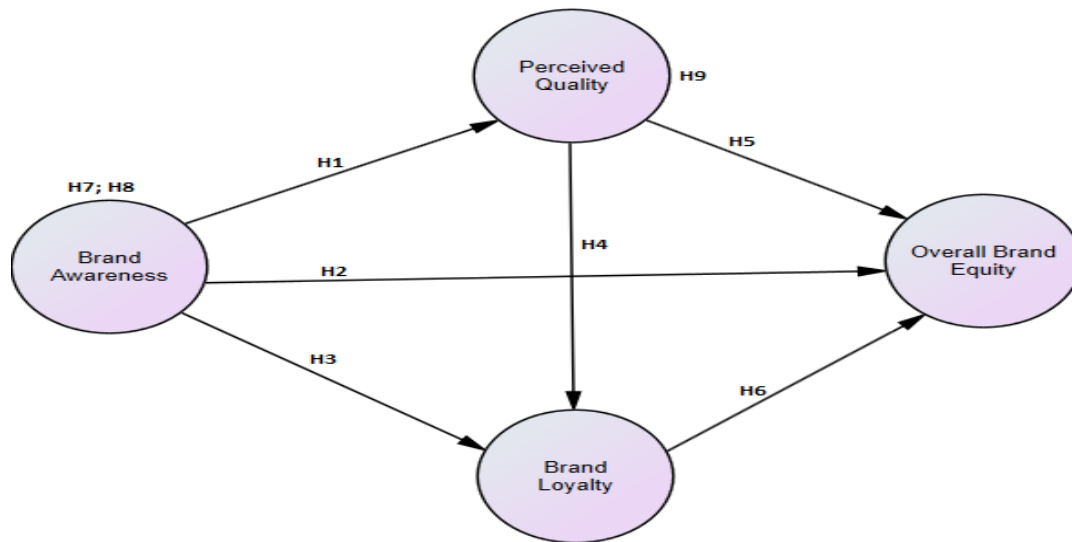 Perceived
Quality
H9
H5
H1
H7; H8
H4
Brand
Awareness
H2
Overall Brand
Equity
H3
H6
Brand
Loyalty